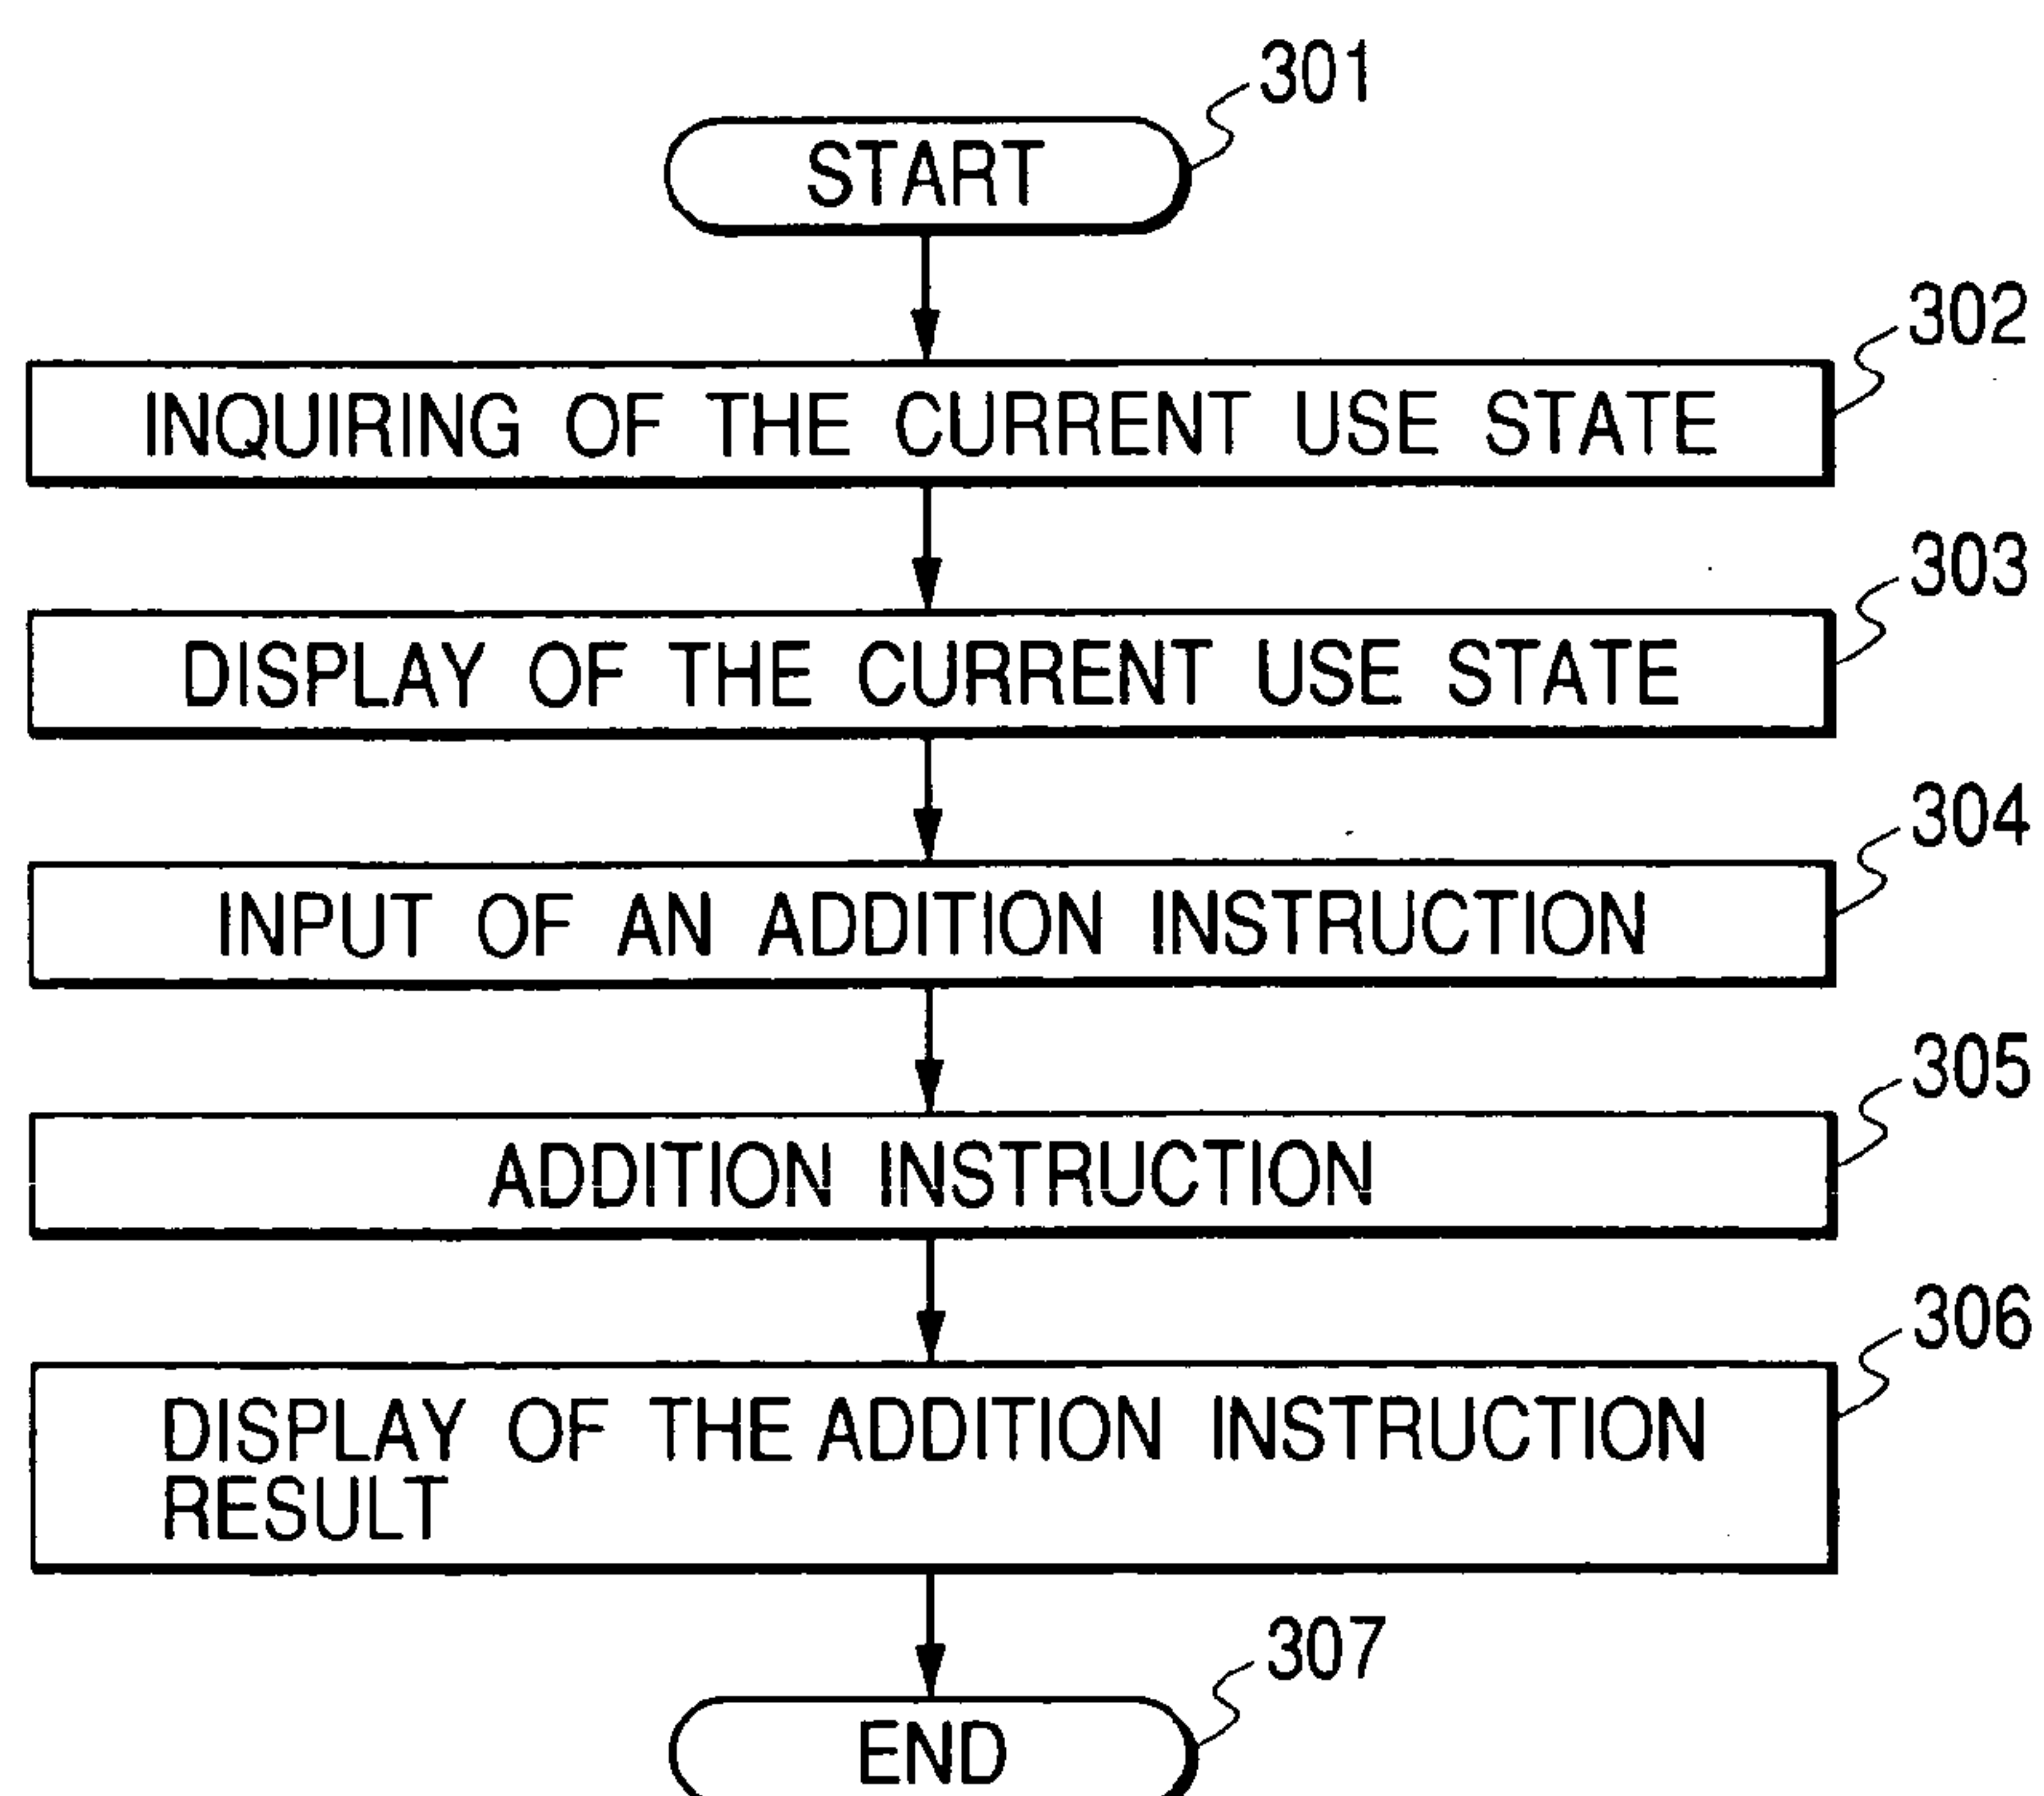 301
START
302
INQUIRING OF THE CURRENT USE STATE
303
DISPLAY OF THE CURRENT USE STATE
304
INPUT OF AN ADDITION INSTRUCTION
305
ADDITION INSTRUCTION
306
DISPLAY OF THE ADDITION INSTRUCTION
RESULT
307
END